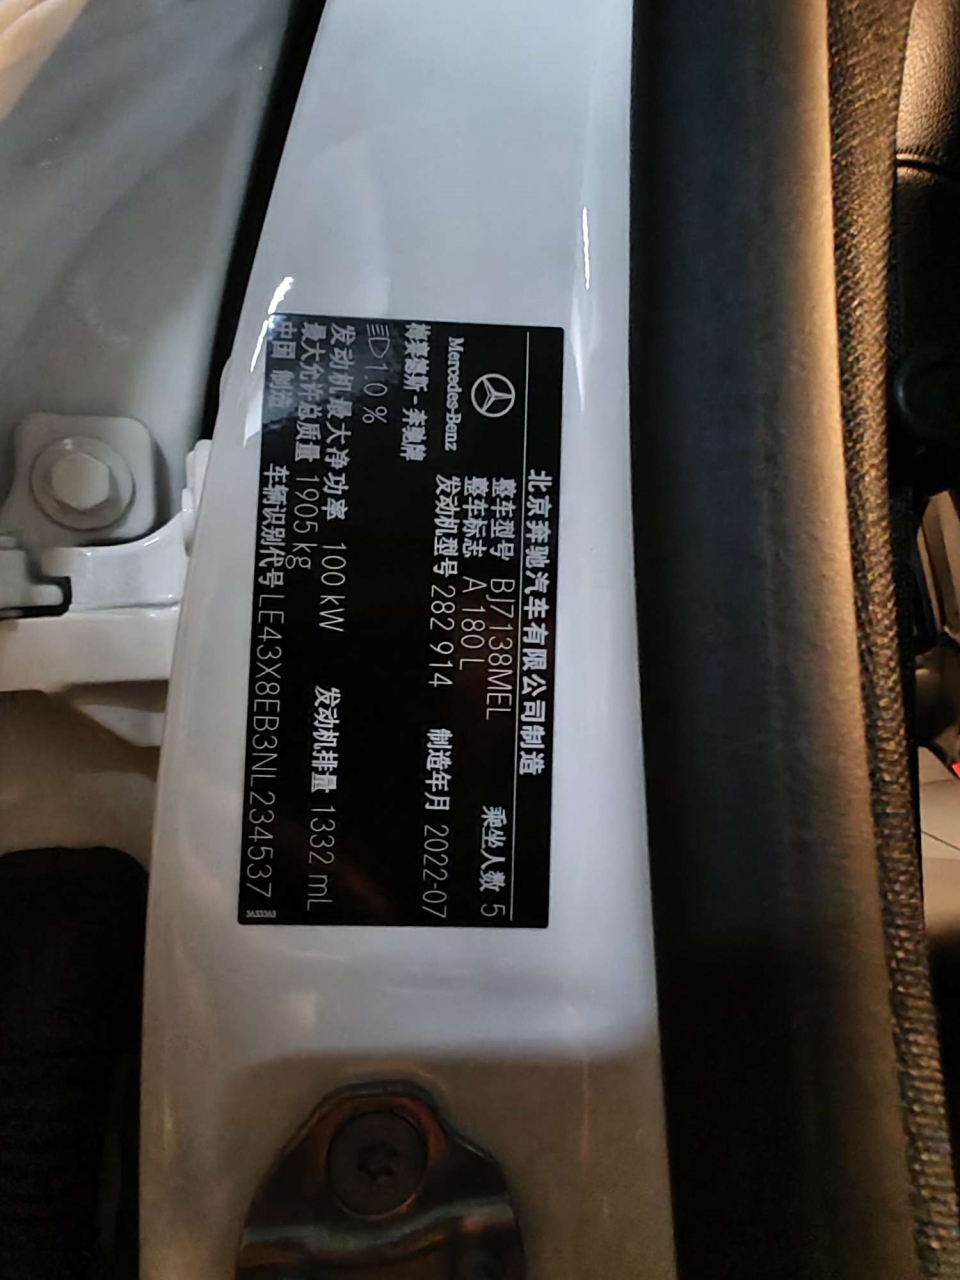 北京奔驰汽车有限公司制造
整车型号 BJ7138MEL 乘坐人数 5
整车标志 A 180 L
Mercedes-Benz
发动机型号 282 914 制造年月 2022-07
梅赛德斯-奔驰牌
1.0 %
发动机最大净功率 100 kW 发动机排量 1332 mL
最大允许总质量 1905 kg
中国 制造 车辆识别代号 LE43X8EB3NL234537
3633363